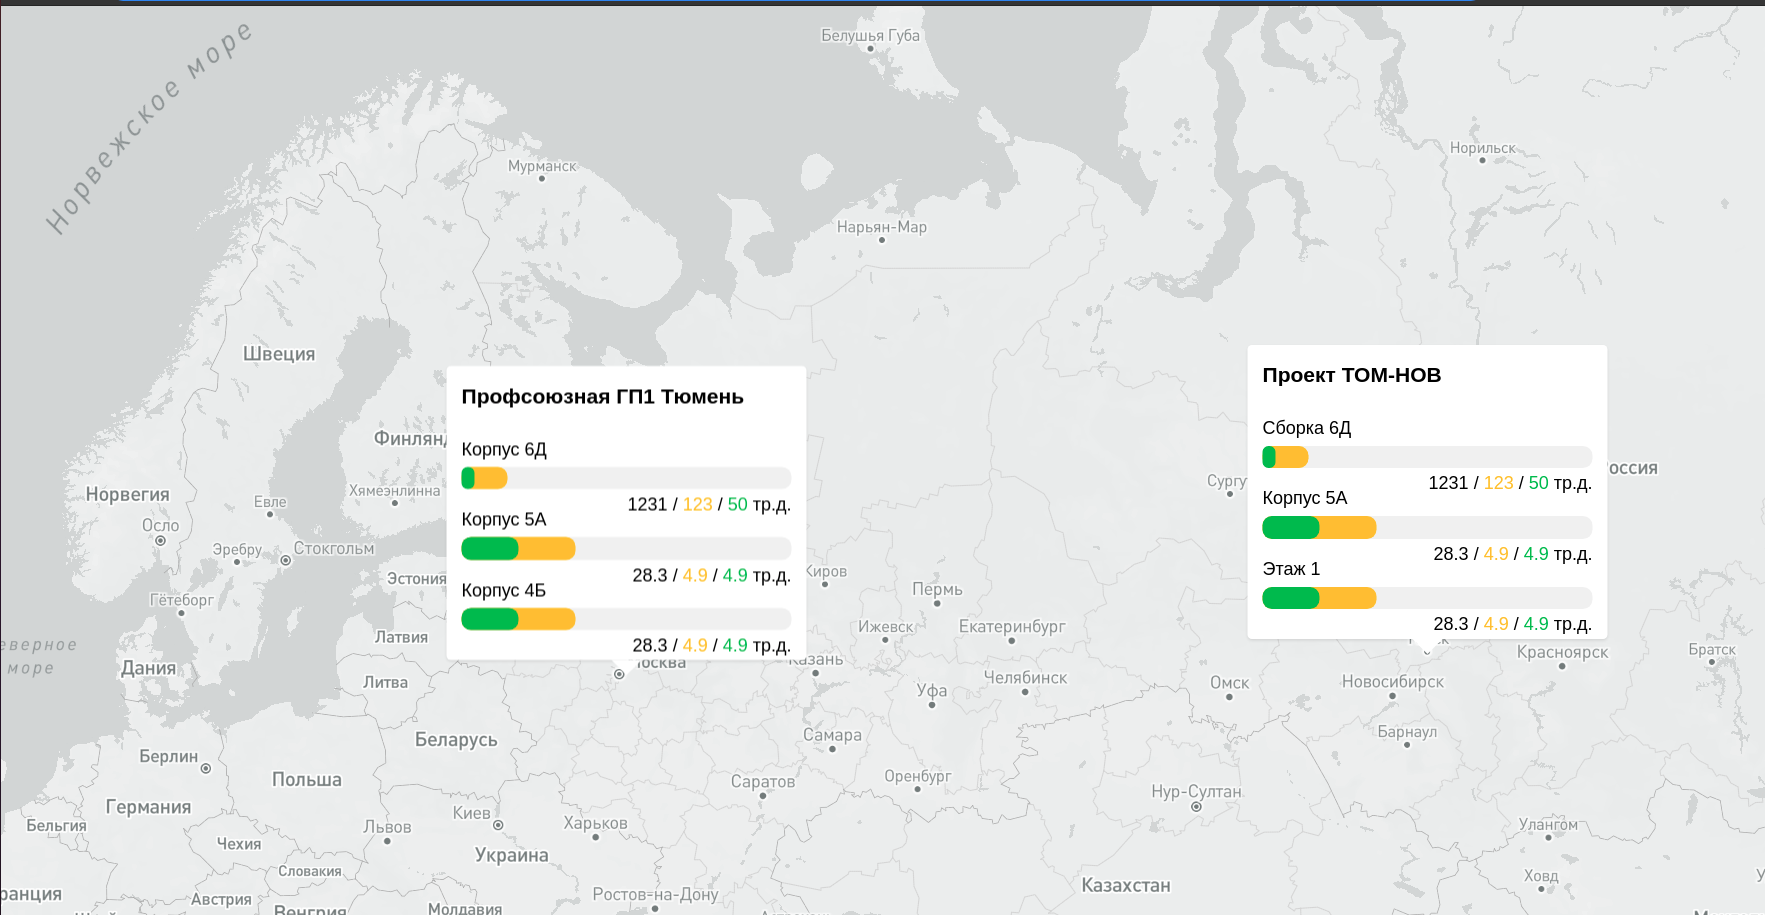 Норвежское море
Белушья Губа
Мурманск
Норильск
Нарьян-Мар
Швеция
Профсоюзная ГП1 Тюмень
Корпус 6Д
1231 / 123 / 50 тр.д.
Корпус 5А
28.3 / 4.9 / 4.9 тр.д.
Корпус 4Б
28.3 / 4.9 / 4.9 тр.д.
Проект ТОМ-НОВ
Сборка 6Д
1231 / 123 / 50 тр.д.
Корпус 5А
28.3 / 4.9 / 4.9 тр.д.
Этаж 1
28.3 / 4.9 / 4.9 тр.д.
Финлянд
оссия
Сургу
Норвегия
Хямеэнлинна
Евле
Осло
Эребру
Стокгольм
Эстония
Киров
Пермь
Гётеборг
Ижевск
Екатеринбург
Латвия
еверное
море
Дания
осква
Казань
Красноярск
Братск
Литва
Уфа
Челябинск
Омск
Новосибирск
Беларусь
Самара
Барнаул
Берлин
Польша
Саратов
Оренбург
Нур-Султан
Германия
Бельгия
Львов
Киев
Харьков
Улангом
Чехия
Украина
Словакия
Казахстан
Ховд
ранция
Австрия
Ростов-на-Дону
Венгрия
Молдавия